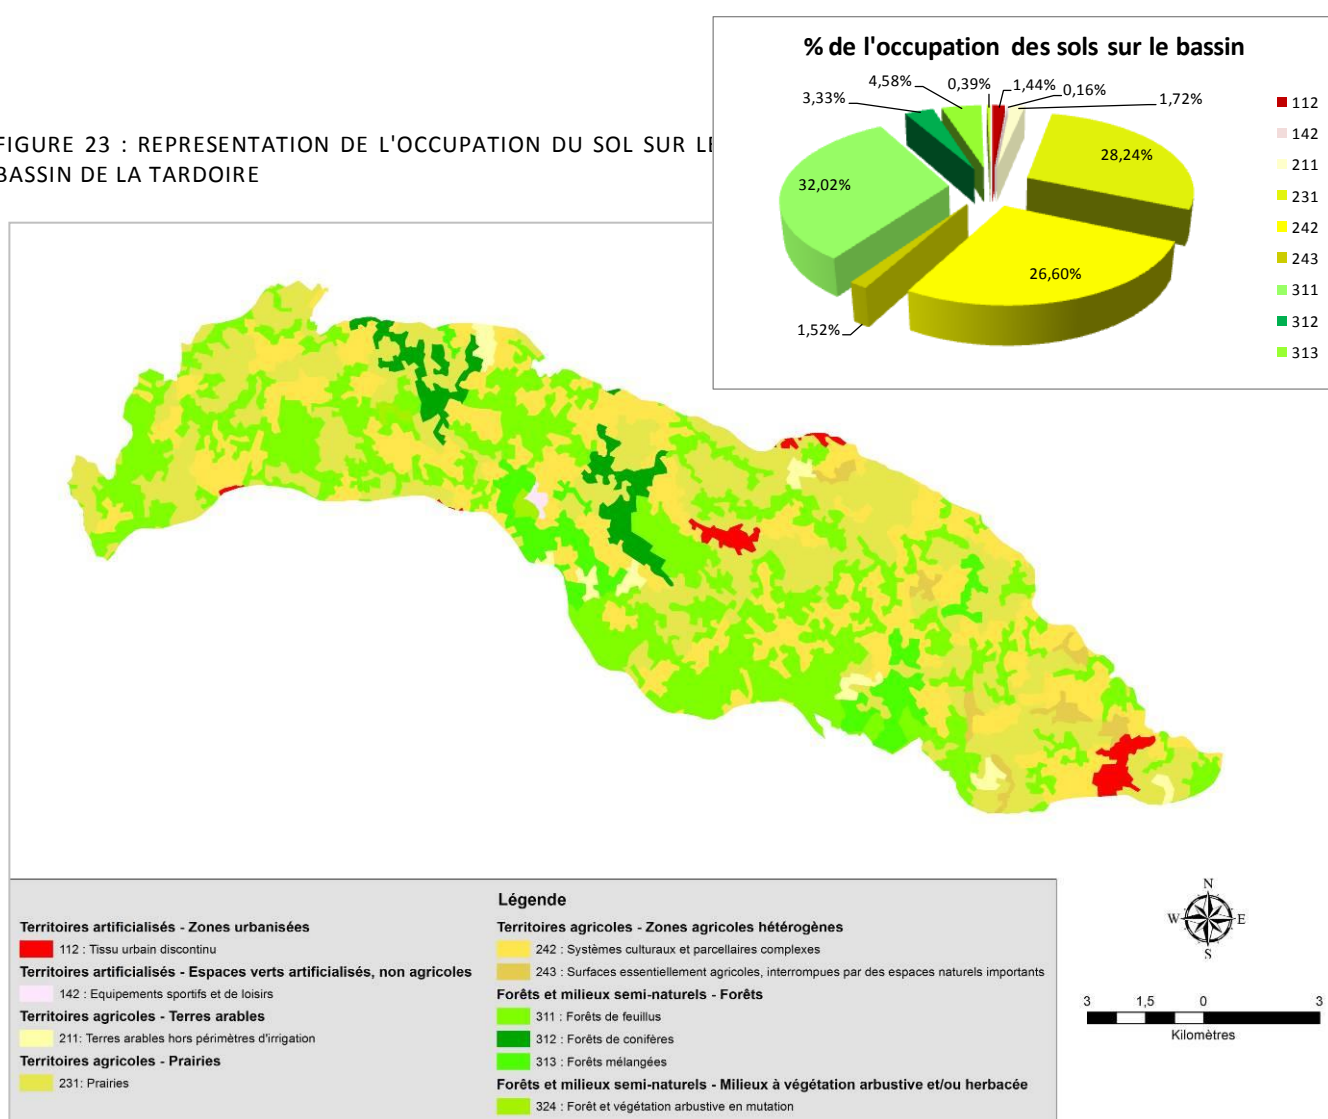 % de l'occupation des sols sur le bassin
4,58%
0,39%
1,44%
0,16%
3,33%
1,72%
28,24%
32,02%
26,60%
1,52%
112
142
211
231
242
243
311
312
313
FIGURE 23 : REPRESENTATION DE L'OCCUPATION DU SOL SUR LE
BASSIN DE LA TARDOIRE
Légende
Territoires artificialisés - Zones urbanisées
112 : Tissu urbain discontinu
Territoires artificialisés - Espaces verts artificialisés, non agricoles
142 : Equipements sportifs et de loisirs
Territoires agricoles - Terres arables
211: Terres arables hors périmètres d'irrigation
Territoires agricoles - Prairies
231: Prairies
Territoires agricoles - Zones agricoles hétérogènes
242 : Systèmes culturaux et parcellaires complexes
243 : Surfaces essentiellement agricoles, interrompues par des espaces naturels importants
Forêts et milieux semi-naturels - Forêts
311 : Forêts de feuillus
312 : Forêts de conifères
313 : Forêts mélangées
Forêts et milieux semi-naturels - Milieux à végétation arbustive et/ou herbacée
324 : Forêt et végétation arbustive en mutation
N
W E
S
3 1,5 0 3
Kilomètres